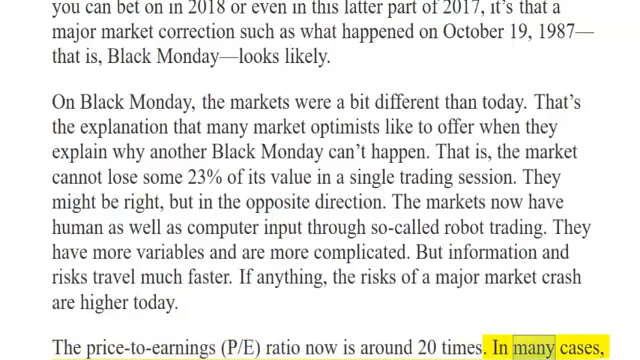 you can bet on in 2018 or even in this latter part of 2017, it's that a
major market correction such as what happened on October 19, 1987—
that is, Black Monday—looks likely.
On Black Monday, the markets were a bit different than today. That's
the explanation that many market optimists like to offer when they
explain why another Black Monday can't happen. That is, the market
cannot lose some 23% of its value in a single trading session. They
might be right, but in the opposite direction. The markets now have
human as well as computer input through so-called robot trading. They
have more variables and are more complicated. But information and
risks travel much faster. If anything, the risks of a major market crash
are higher today.
The price-to-earnings (P/E) ratio now is around 20 times. In many cases,